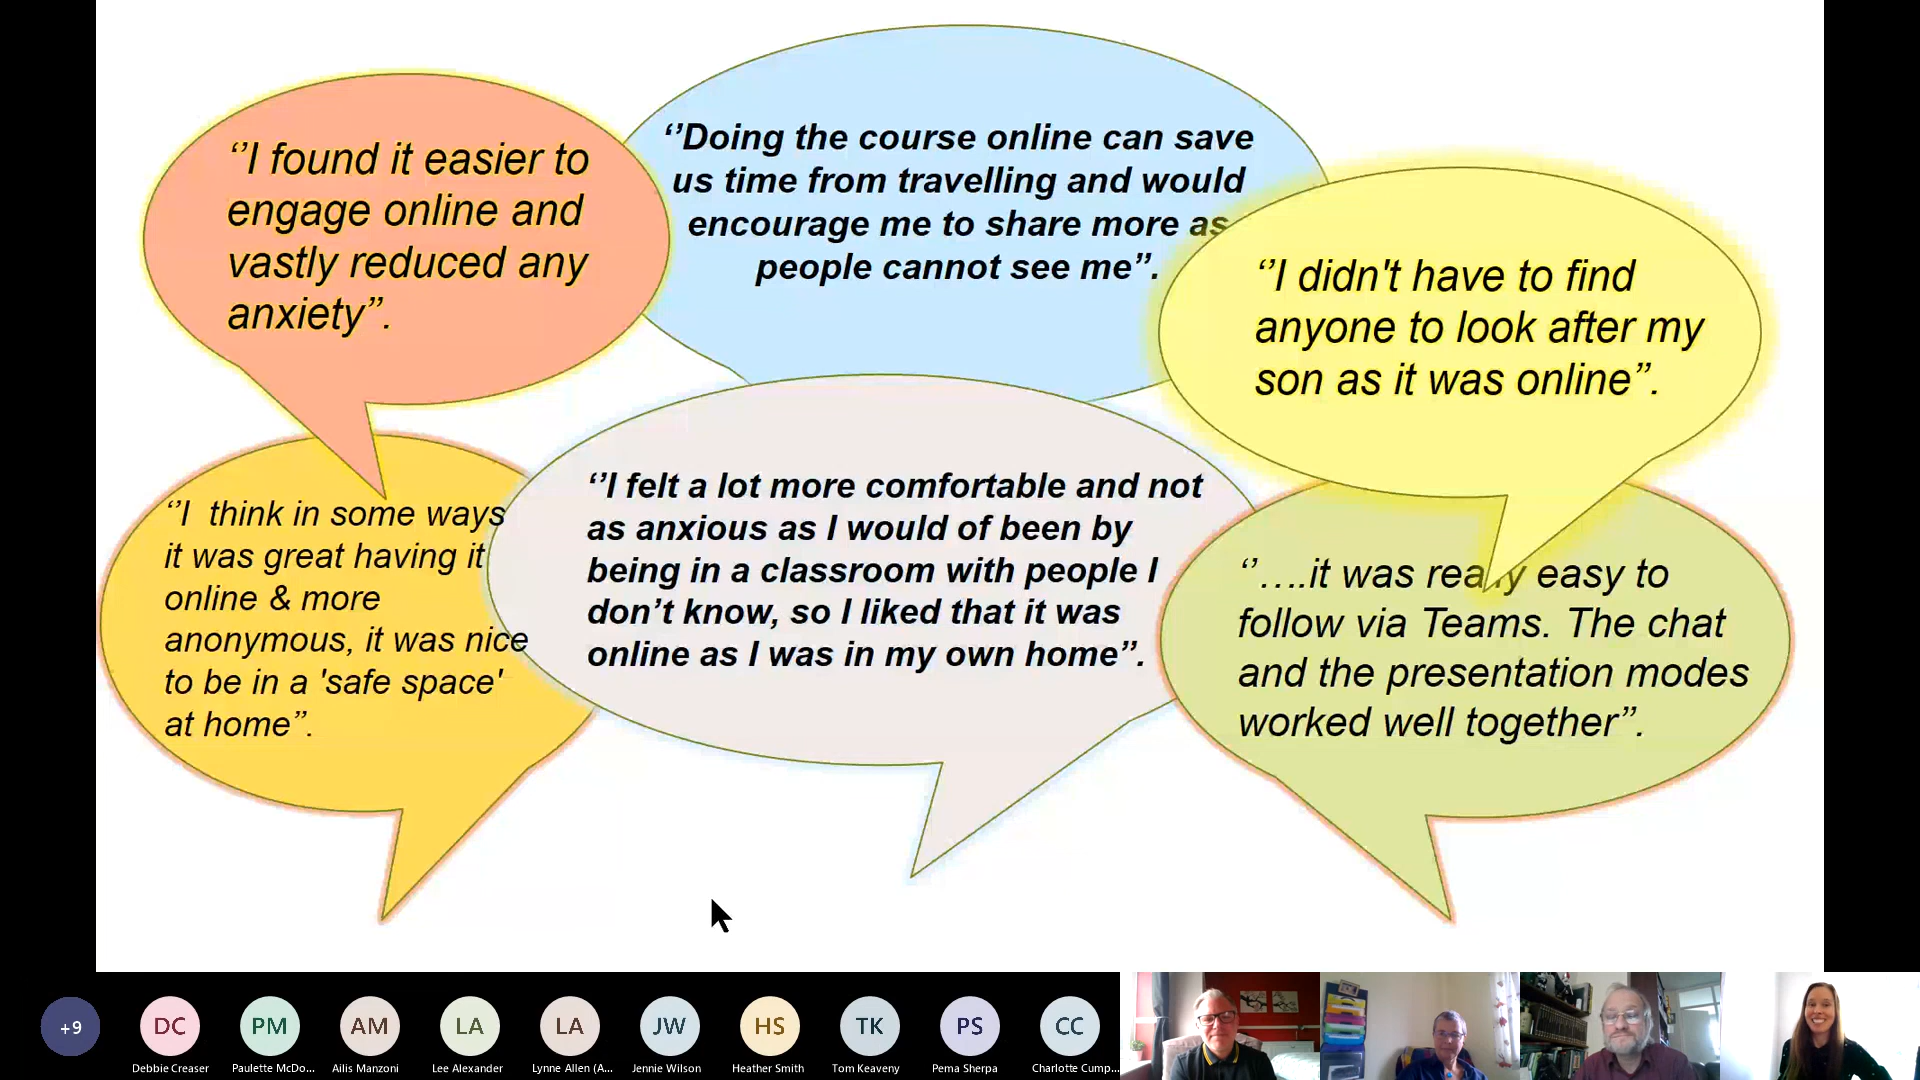 ‘’I found it easier to
engage online and
vastly reduced any
anxiety”.
‘’Doing the course online can save
us time from travelling and would
encourage me to share more as
people cannot see me”.
‘’I didn't have to find
anyone to look after my
son as it was online”.
‘’I  think in some ways
it was great having it
online & more
anonymous, it was nice
to be in a 'safe space'
at home”.
‘’I felt a lot more comfortable and not
as anxious as I would of been by
being in a classroom with people I
don’t know, so I liked that it was
online as I was in my own home”.
‘’….it was really easy to
follow via Teams. The chat
and the presentation modes
worked well together”.
+9
DC
PM
AM
LA
LA
JW
HS
TK
PS
CC
Debbie Creaser
Paulette McDo...
Ailis Manzoni
Lee Alexander
Lynne Allen (A...
Jennie Wilson
Heather Smith
Tom Keaveny
Pema Sherpa
Charlotte Cump...